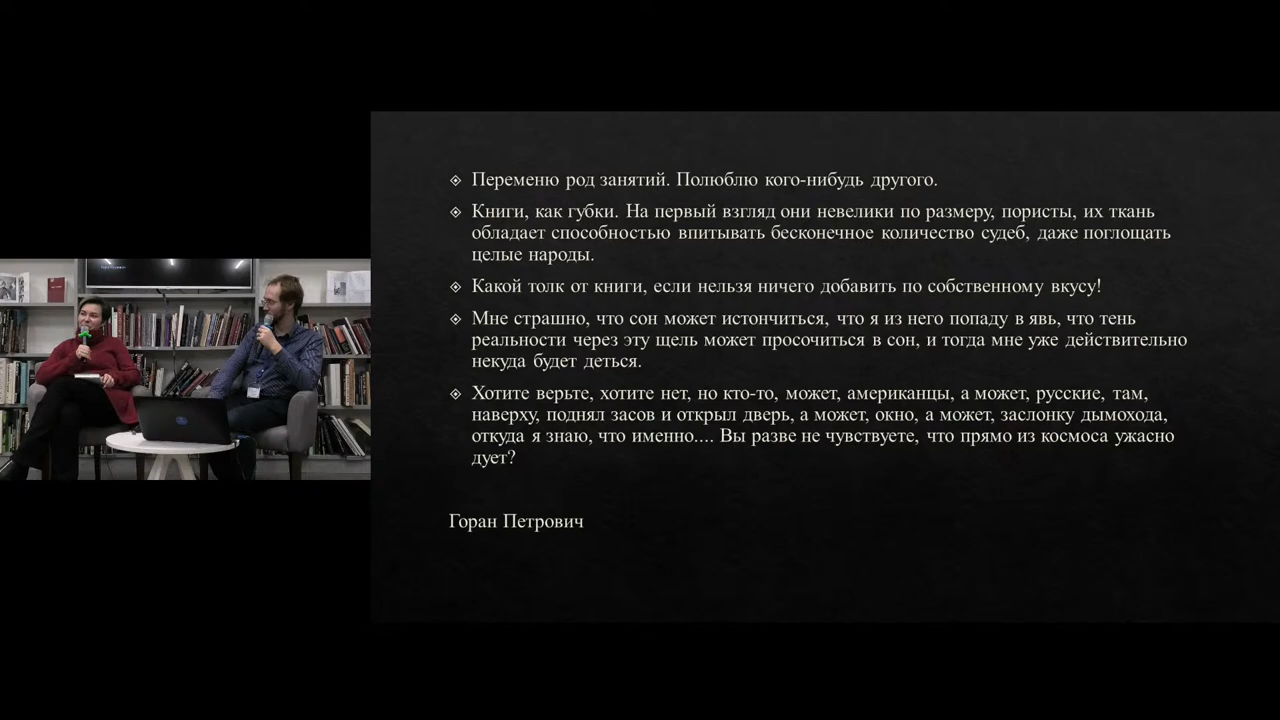 Переменю род занятий. Полюблю кого-нибудь другого.
Книги, как губки. На первый взгляд они невелики по размеру, пористы, их ткань
обладает способностью впитывать бесконечное количество судеб, даже поглощать
целые народы.
Какой толк от книги, если нельзя ничего добавить по собственному вкусу!
Мне страшно, что сон может истончиться, что я из него попаду в явь, что тень
реальности через эту щель может просочиться в сон, и тогда мне уже действительно
некуда будет деться.
Хотите верьте, хотите нет, но кто-то, может, американцы, а может, русские, там,
наверху, поднял засов и открыл дверь, а может, окно, а может, заслонку дымохода,
откуда я знаю, что именно.... Вы разве не чувствуете, что прямо из космоса ужасно
дует?
Горан Петрович